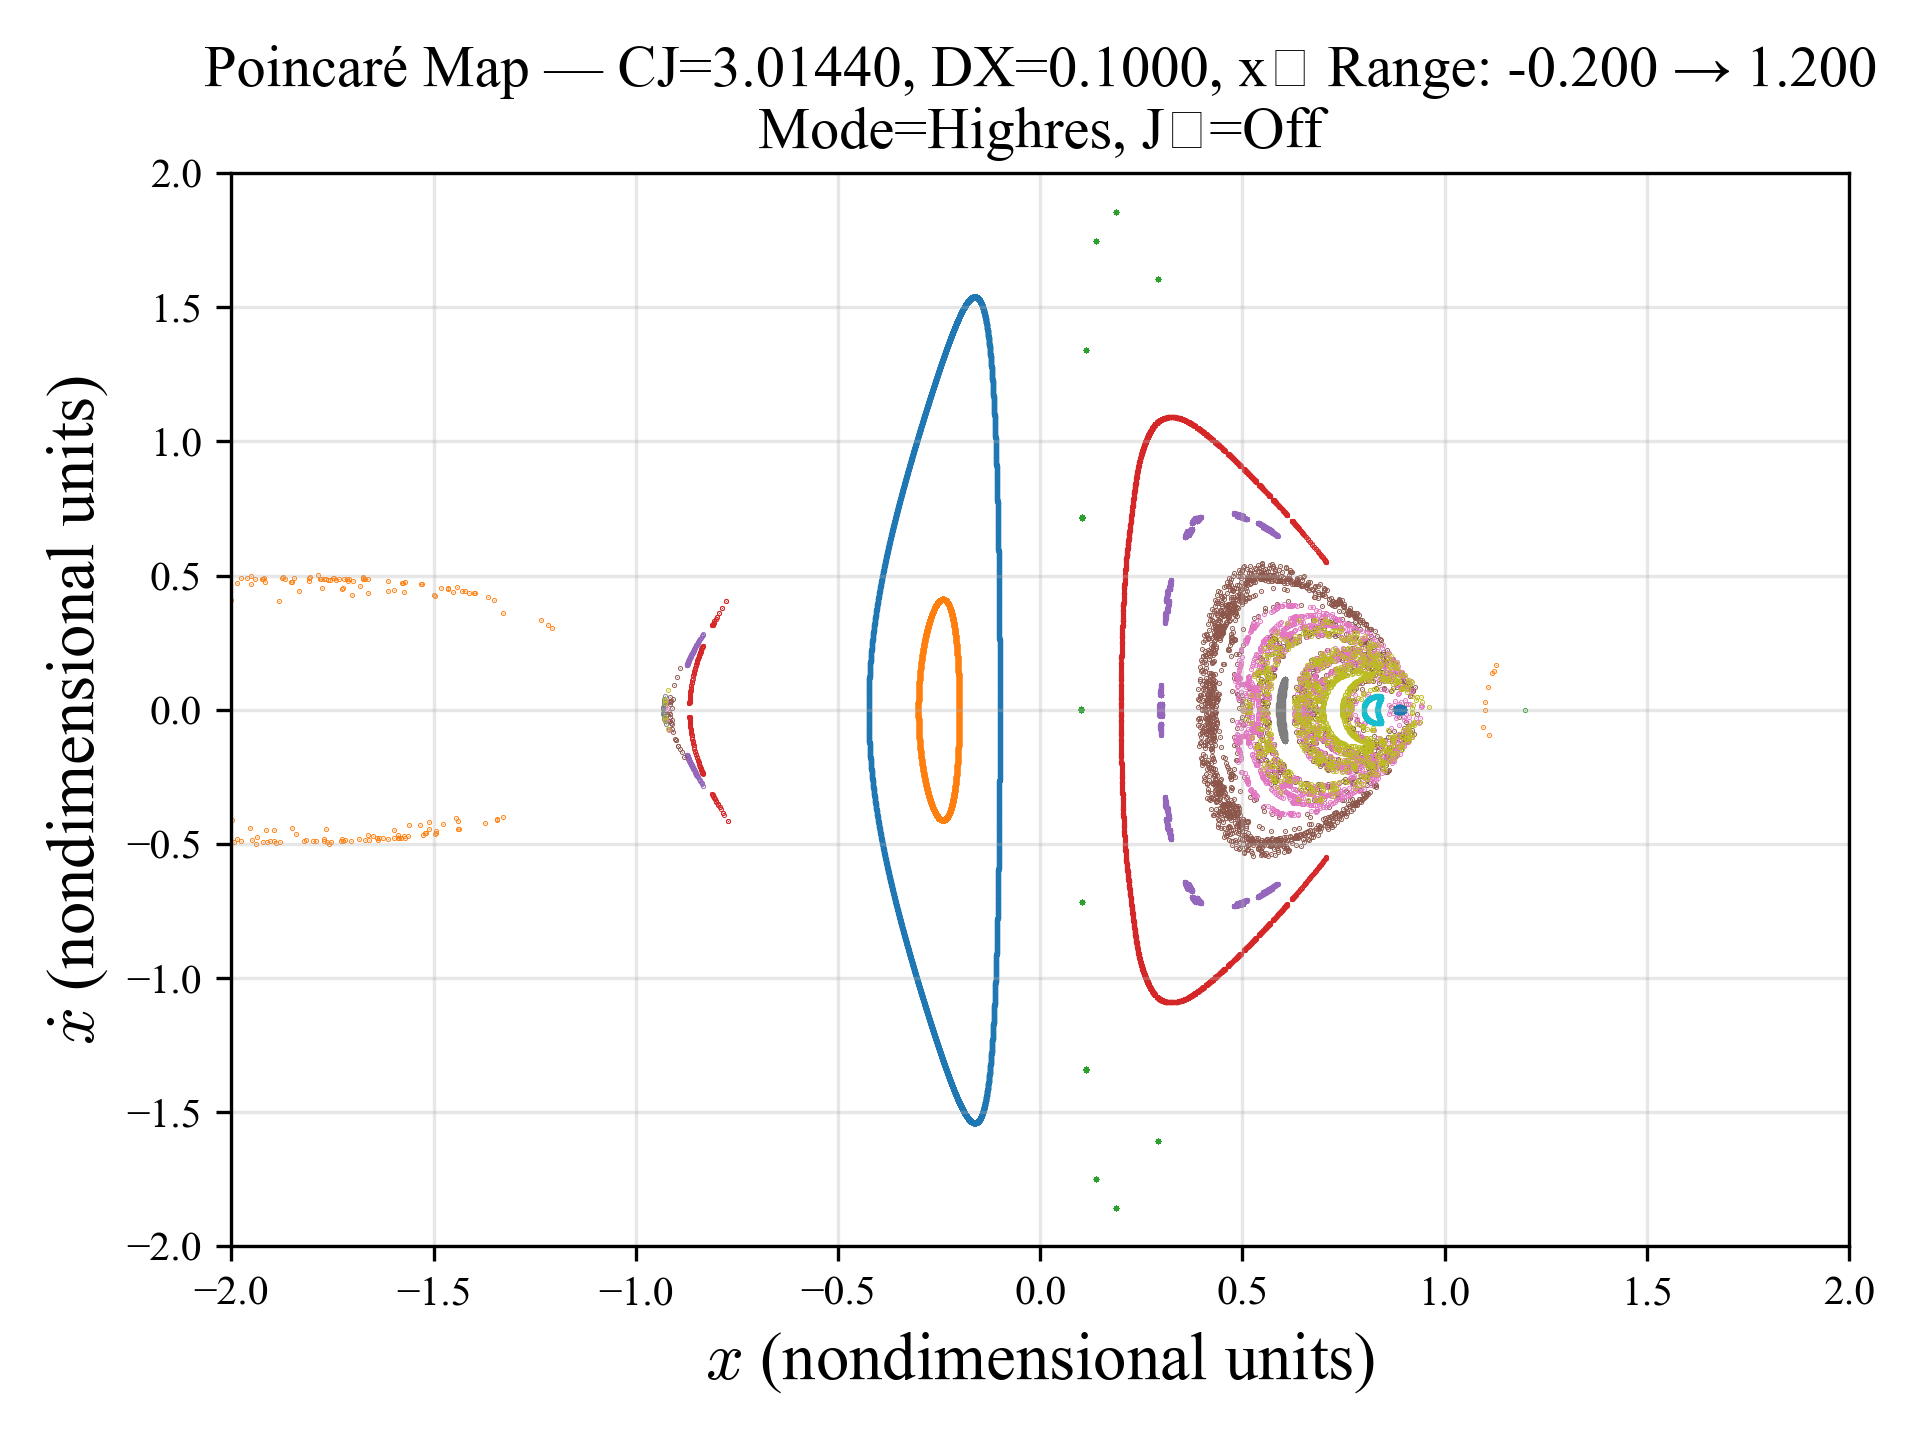 Poincaré Map — CJ=3.01440, DX=0.1000, x□ Range: -0.200 → 1.200
Mode=Highres, J□=Off
2.0
1.5
1.0
0.5
0.0
−0.5
−1.0
−1.5
−2.0
ẋ (nondimensional units)
−2.0 −1.5 −1.0 −0.5 0.0 0.5 1.0 1.5 2.0
x (nondimensional units)